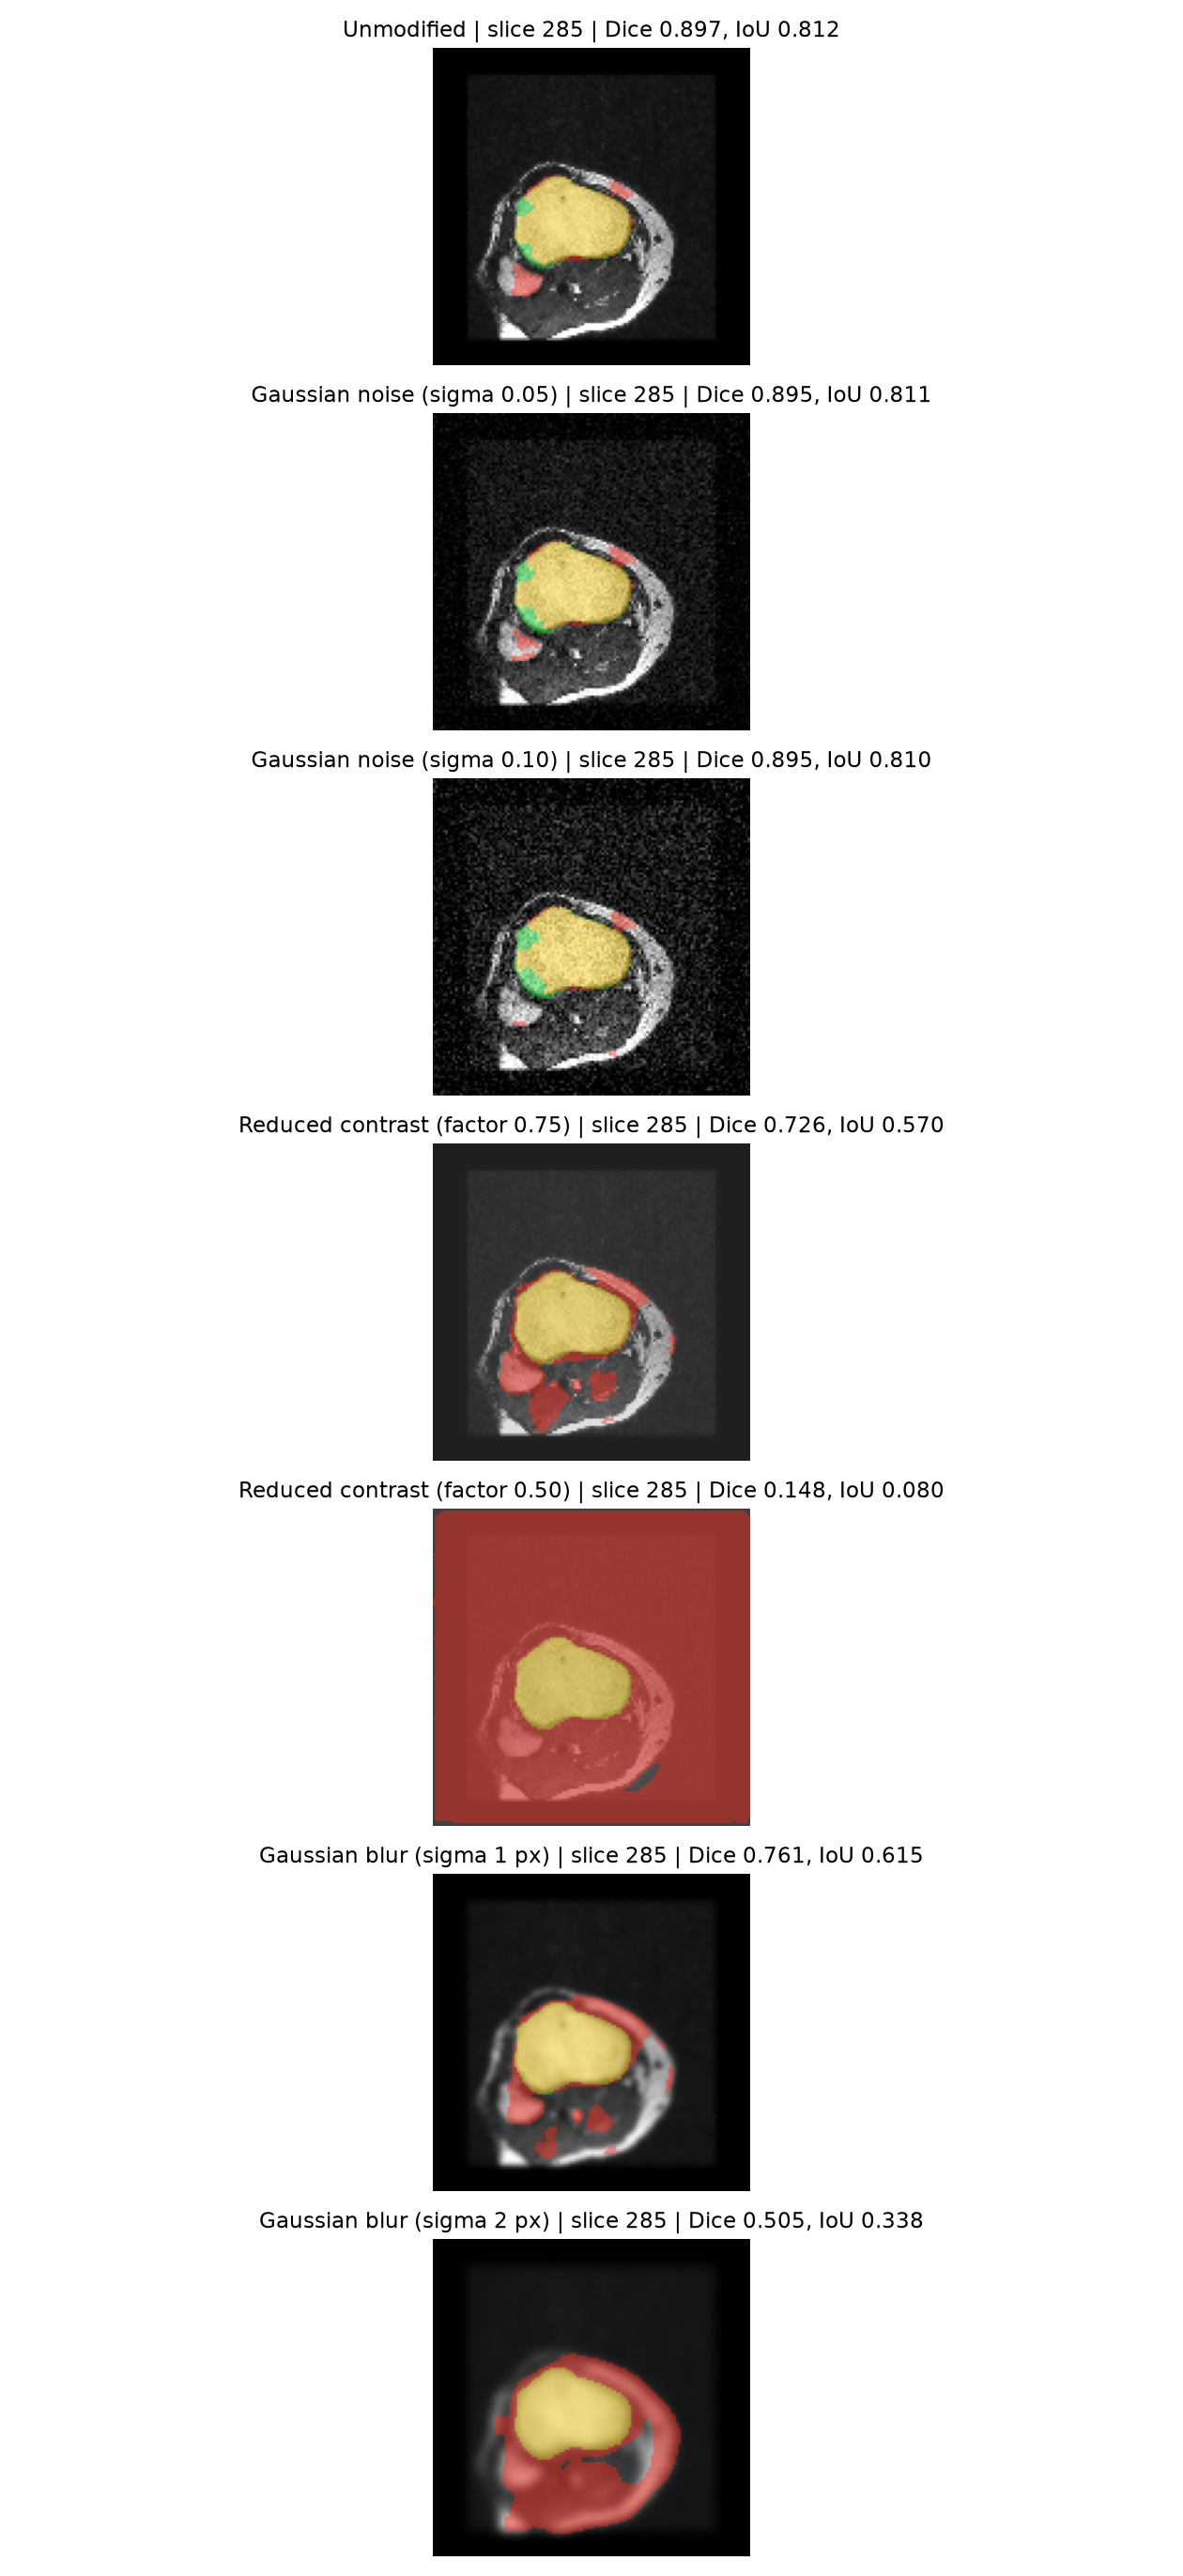 Unmodified | slice 285 | Dice 0.897, IoU 0.812
Gaussian noise (sigma 0.05) | slice 285 | Dice 0.895, IoU 0.811
Gaussian noise (sigma 0.10) | slice 285 | Dice 0.895, IoU 0.810
Reduced contrast (factor 0.75) | slice 285 | Dice 0.726, IoU 0.570
Reduced contrast (factor 0.50) | slice 285 | Dice 0.148, IoU 0.080
Gaussian blur (sigma 1 px) | slice 285 | Dice 0.761, IoU 0.615
Gaussian blur (sigma 2 px) | slice 285 | Dice 0.505, IoU 0.338